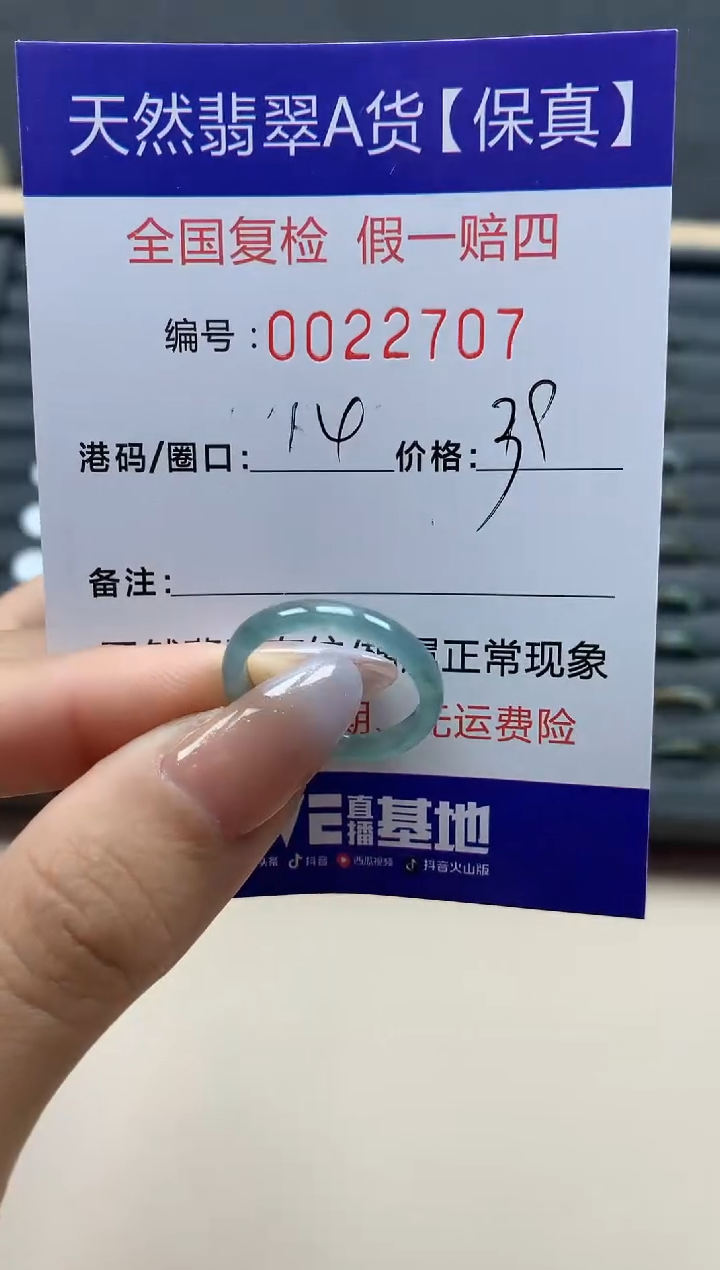 天然翡翠A货【保真】
全国复检 假一赔四
编号:0022707
港码/圈口: 14 价格: 39
备注:
正常现象
无运费险
直播基地
抖音 西瓜视频 抖音火山版